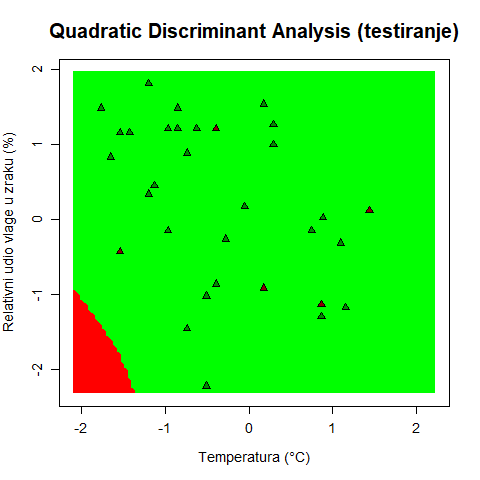 Quadratic Discriminant Analysis (testiranje)
Relativni udio vlage u zraku (%)
2
1
0
-1
-2
-2 -1 0 1 2
Temperatura (°C)